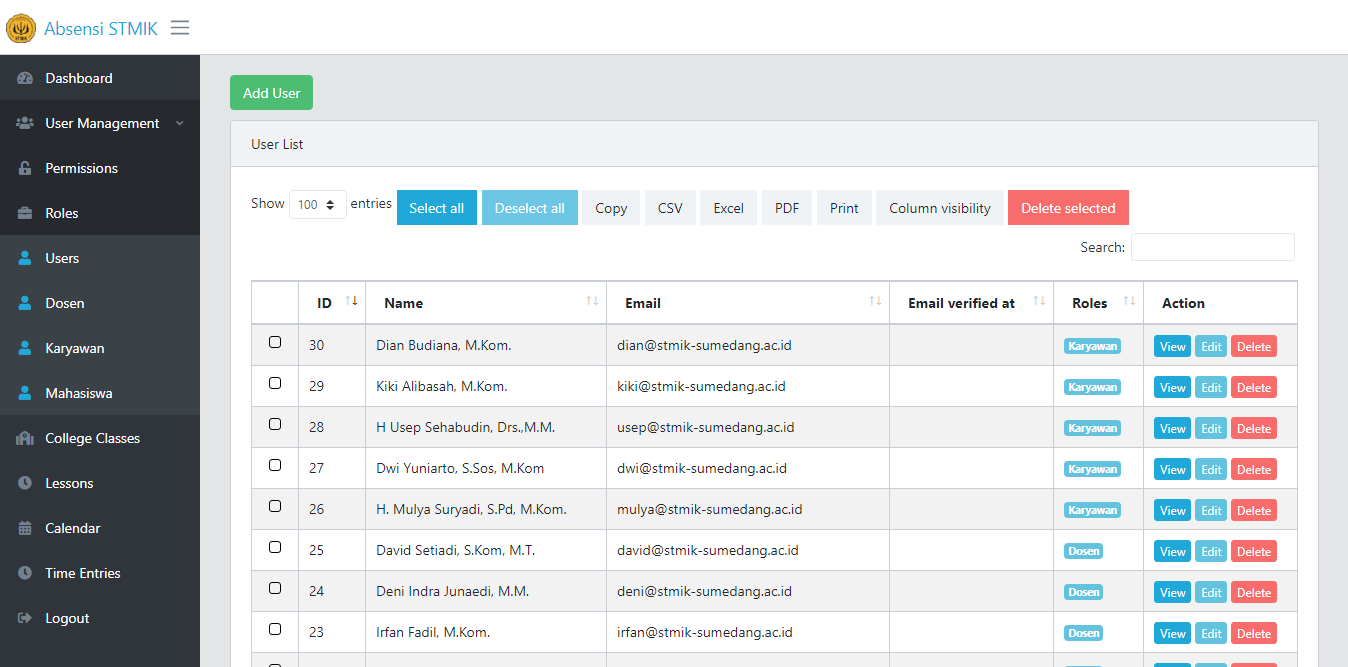 Absensi STMIK
Dashboard
User Management
Permissions
Roles
Users
Dosen
Karyawan
Mahasiswa
College Classes
Lessons
Calendar
Time Entries
Logout
Add User
User List
Show 100 entries Select all Deselect all Copy CSV Excel PDF Print Column visibility Delete selected
Search:
ID Name Email Email verified at Roles Action
30 Dian Budiana, M.Kom. dian@stmik-sumedang.ac.id Karyawan View Edit Delete
29 Kiki Alibasah, M.Kom. kiki@stmik-sumedang.ac.id Karyawan View Edit Delete
28 H Usep Sehabudin, Drs.,M.M. usep@stmik-sumedang.ac.id Karyawan View Edit Delete
27 Dwi Yuniarto, S.Sos, M.Kom dwi@stmik-sumedang.ac.id Karyawan View Edit Delete
26 H. Mulya Suryadi, S.Pd, M.Kom. mulya@stmik-sumedang.ac.id Karyawan View Edit Delete
25 David Setiadi, S.Kom, M.T. david@stmik-sumedang.ac.id Dosen View Edit Delete
24 Deni Indra Junaedi, M.M. deni@stmik-sumedang.ac.id Dosen View Edit Delete
23 Irfan Fadil, M.Kom. irfan@stmik-sumedang.ac.id Dosen View Edit Delete